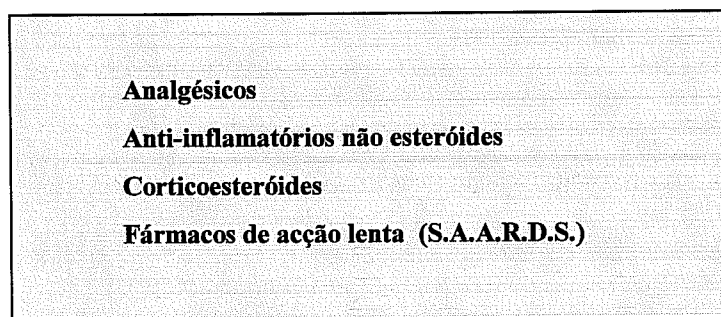 Analgésicos
Anti-inflamatórios não esteróides
Corticoesteróides
Fármacos de acção lenta (S.A.A.R.D.S.)